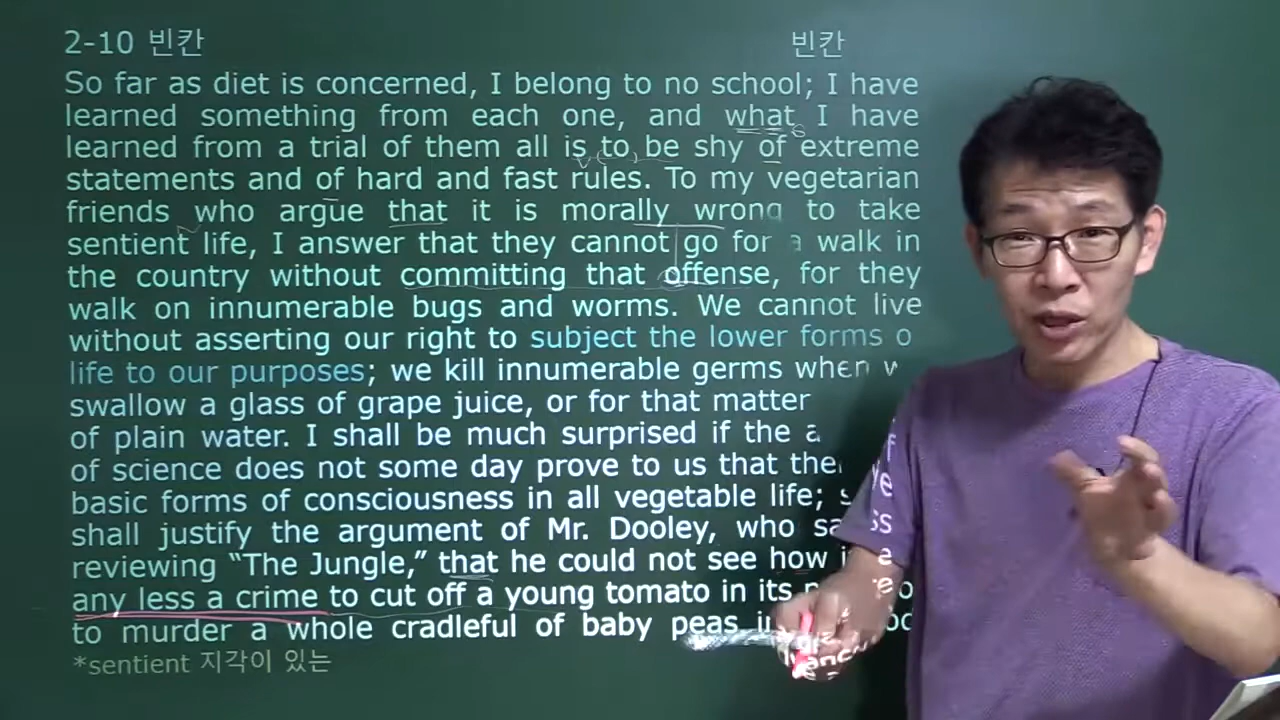 2-10 빈칸 빈칸
So far as diet is concerned, I belong to no school; I have
learned something from each one, and what I have
learned from a trial of them all is to be shy of extreme
statements and of hard and fast rules. To my vegetarian
friends who argue that it is morally wrong to take
sentient life, I answer that they cannot go for a walk in
the country without committing that offense, for they
walk on innumerable bugs and worms. We cannot live
without asserting our right to subject the lower forms o
life to our purposes; we kill innumerable germs when w
swallow a glass of grape juice, or for that matter
of plain water. I shall be much surprised if the a
of science does not some day prove to us that the
basic forms of consciousness in all vegetable life; s
shall justify the argument of Mr. Dooley, who sa
reviewing “The Jungle,” that he could not see how i
any less a crime to cut off a young tomato in its
to murder a whole cradleful of baby peas in
*sentient 지각이 있는